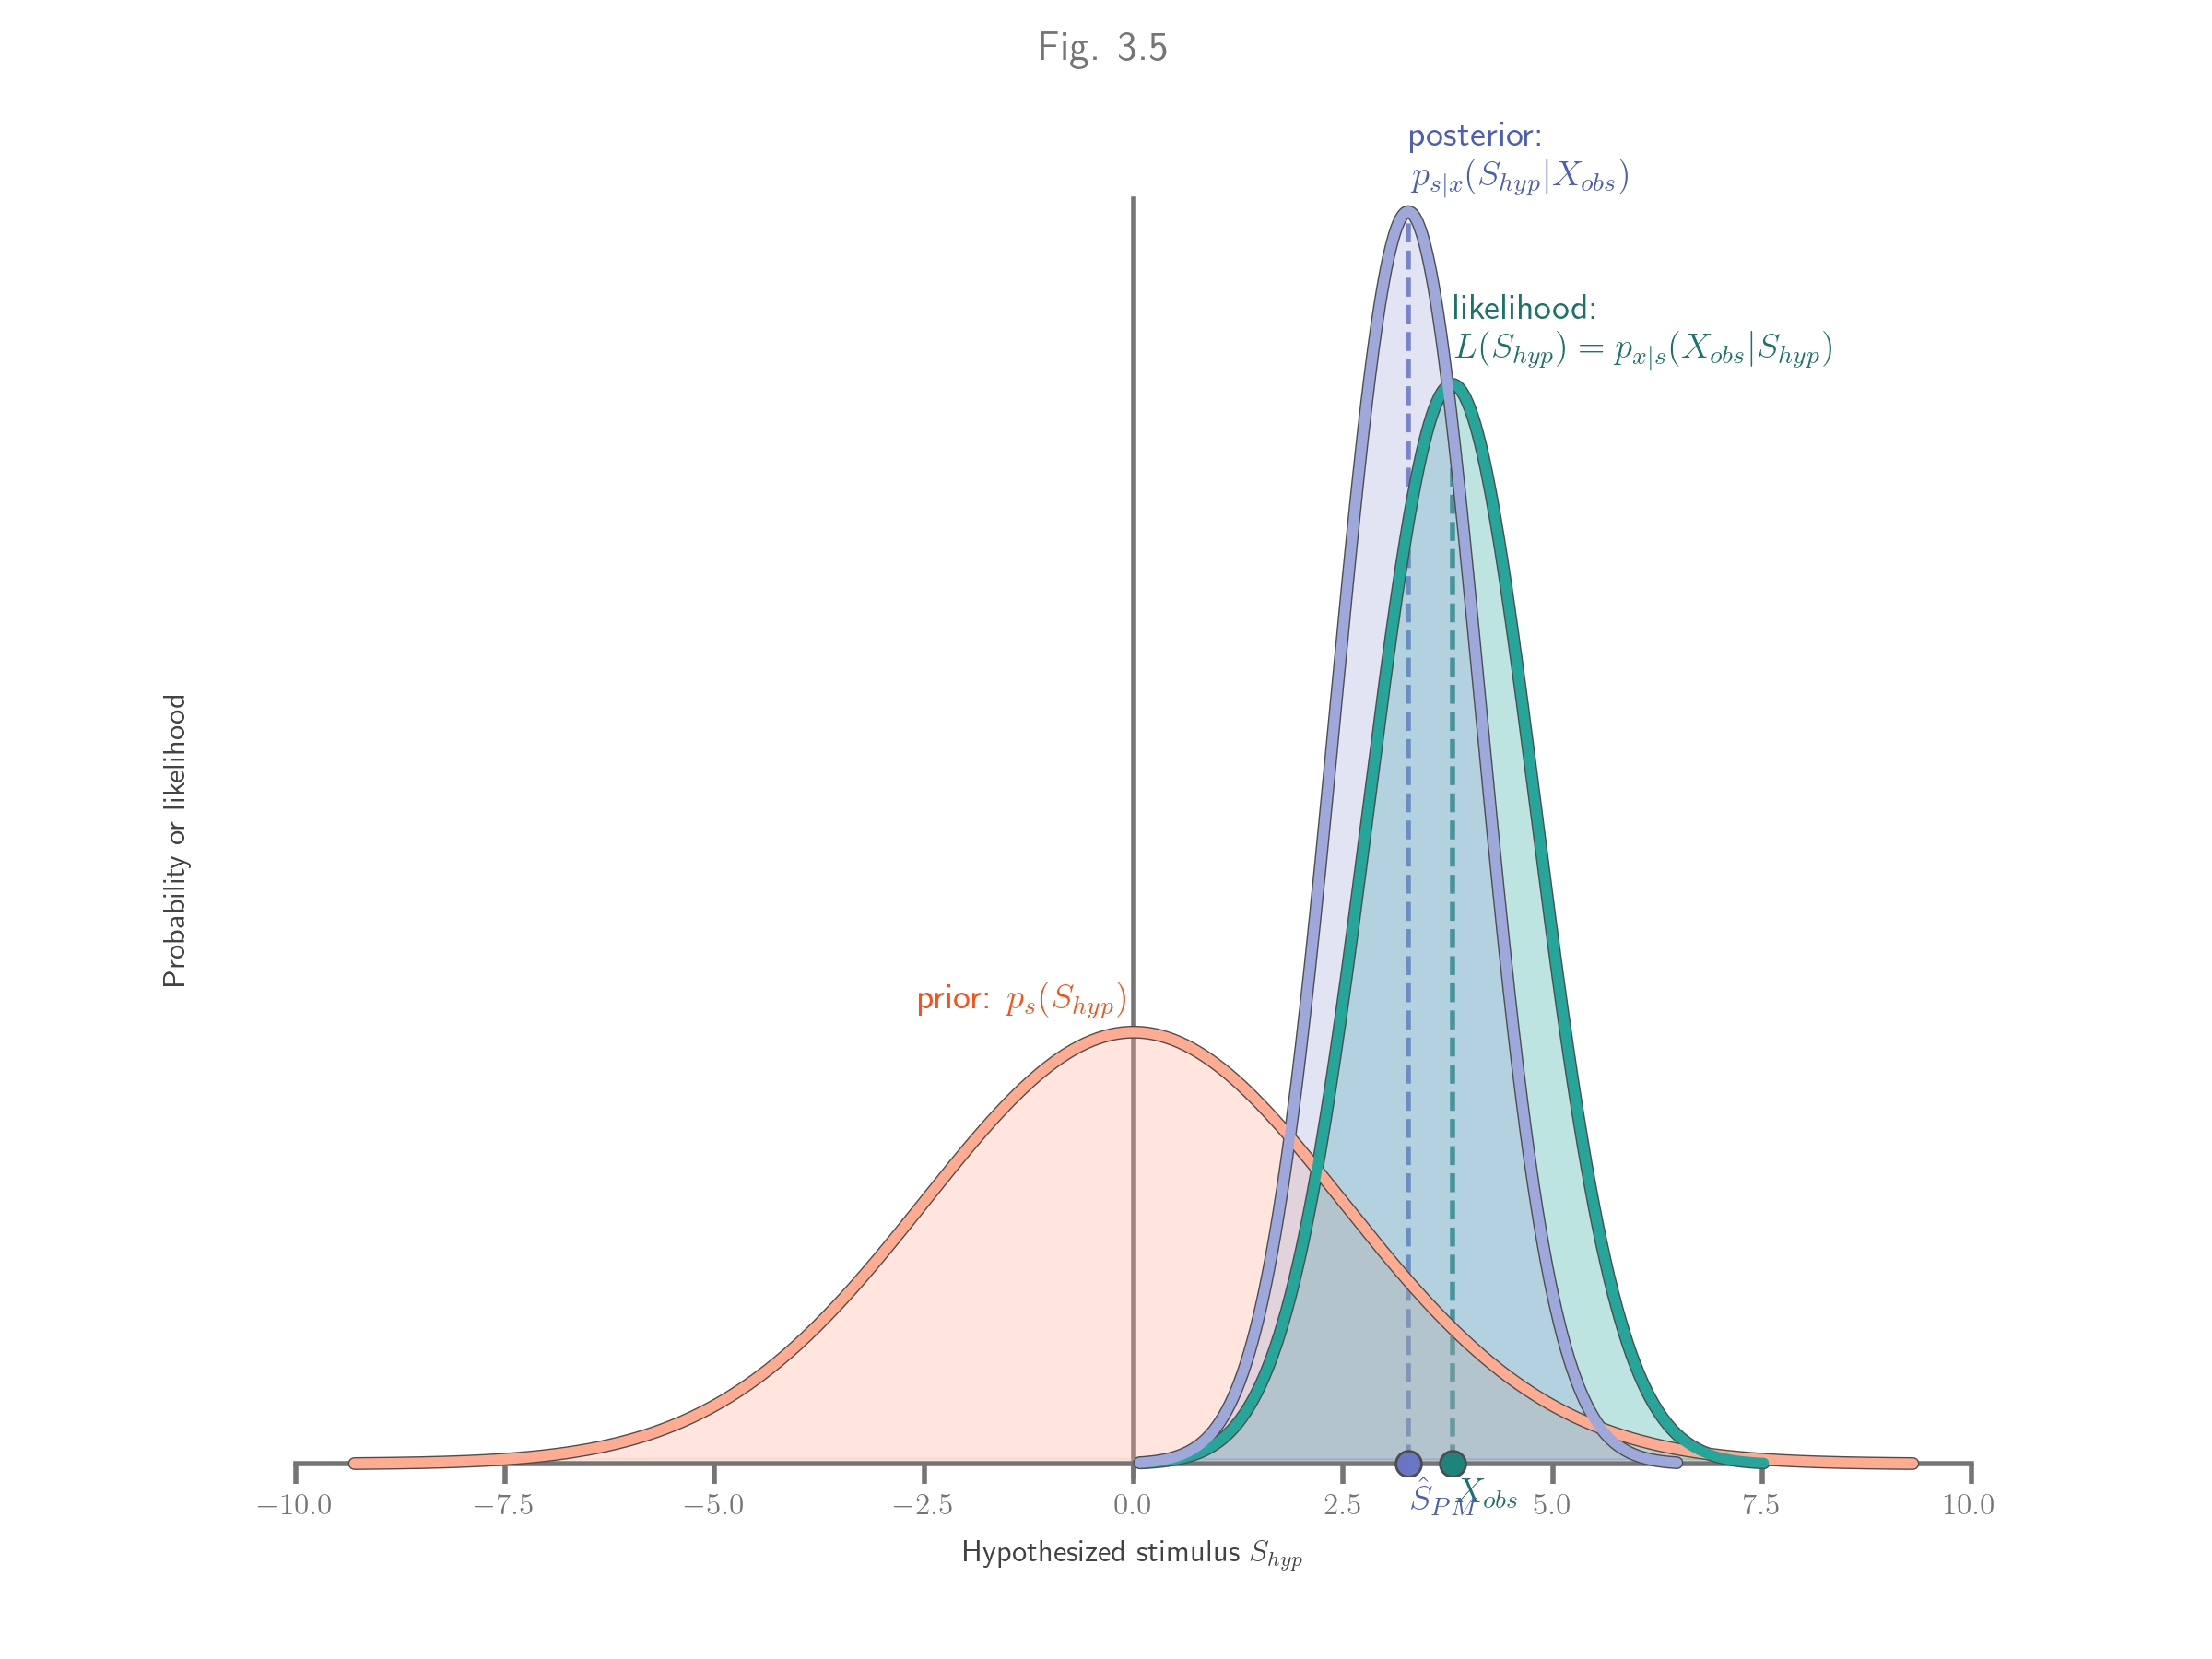 Fig. 3.5
posterior:
p_{s|x}(S_{hyp}|X_{obs})
likelihood:
L(S_{hyp}) = p_{x|s}(X_{obs}|S_{hyp})
Probability or likelihood
prior: p_s(S_{hyp})
−10.0 −7.5 −5.0 −2.5 0.0 2.5 5.0 7.5 10.0
Ŝ_{PM} X_{obs}
Hypothesized stimulus S_{hyp}